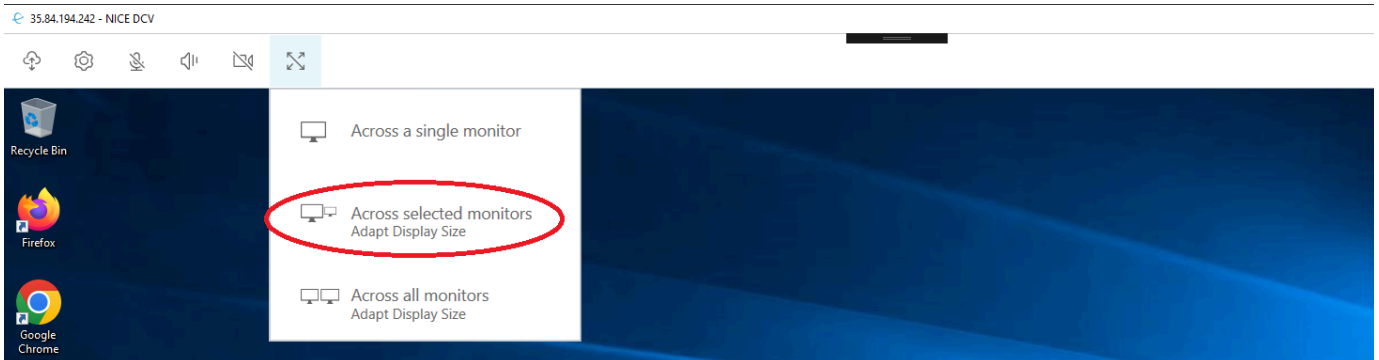 35.84.194.242 - NICE DCV
Across a single monitor
Recycle Bin
Across selected monitors
Adapt Display Size
Firefox
Across all monitors
Adapt Display Size
Google
Chrome